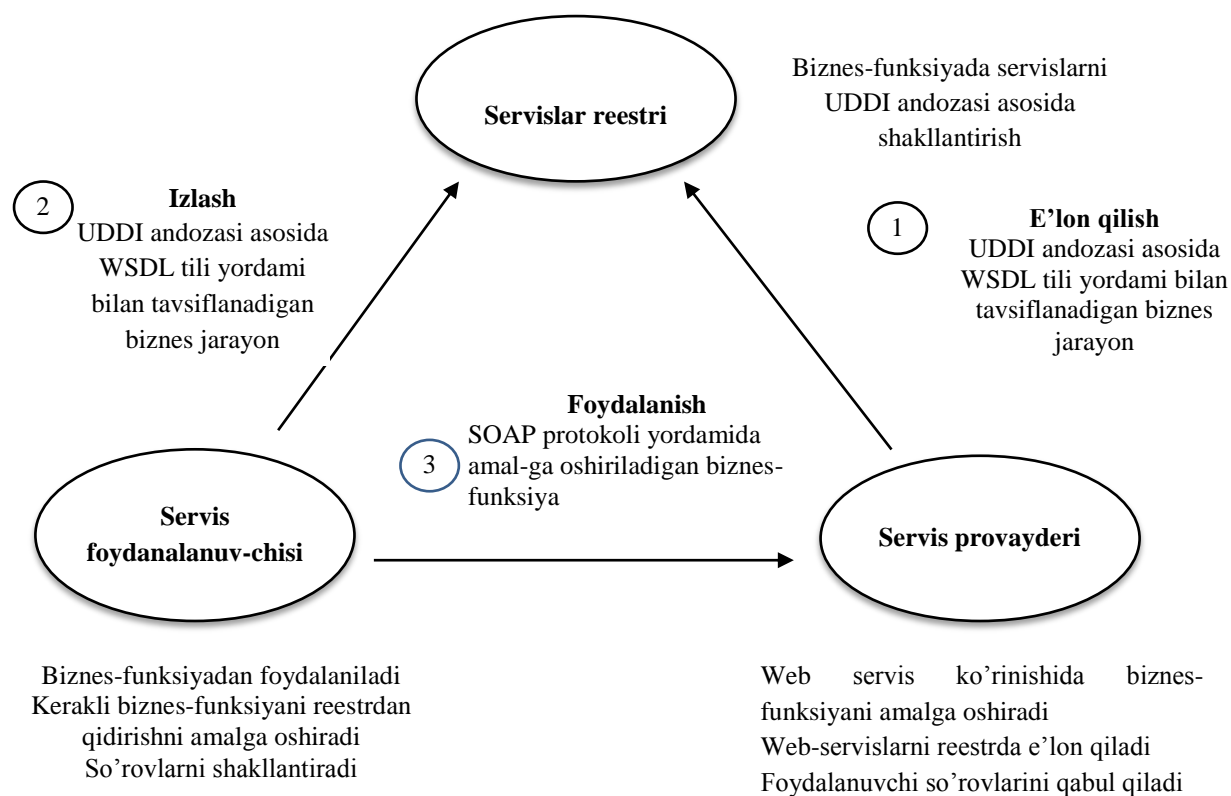 Biznes-funksiyada servislarni
UDDI andozasi asosida
shakllantirish
Servislar reestri
2
Izlash
UDDI andozasi asosida
WSDL tili yordami
bilan tavsiflanadigan
biznes jarayon
1
E’lon qilish
UDDI andozasi asosida
WSDL tili yordami bilan
tavsiflanadigan biznes
jarayon
Foydalanish
SOAP protokoli yordamida
amal-ga oshiriladigan biznes-
funksiya
3
Servis
foydanalanuv-chisi
Servis provayderi
Biznes-funksiyadan foydalaniladi
Kerakli biznes-funksiyani reestrdan
qidirishni amalga oshiradi
So’rovlarni shakllantiradi
Web servis ko’rinishida biznes-
funksiyani amalga oshiradi
Web-servislarni reestrda e’lon qiladi
Foydalanuvchi so’rovlarini qabul qiladi